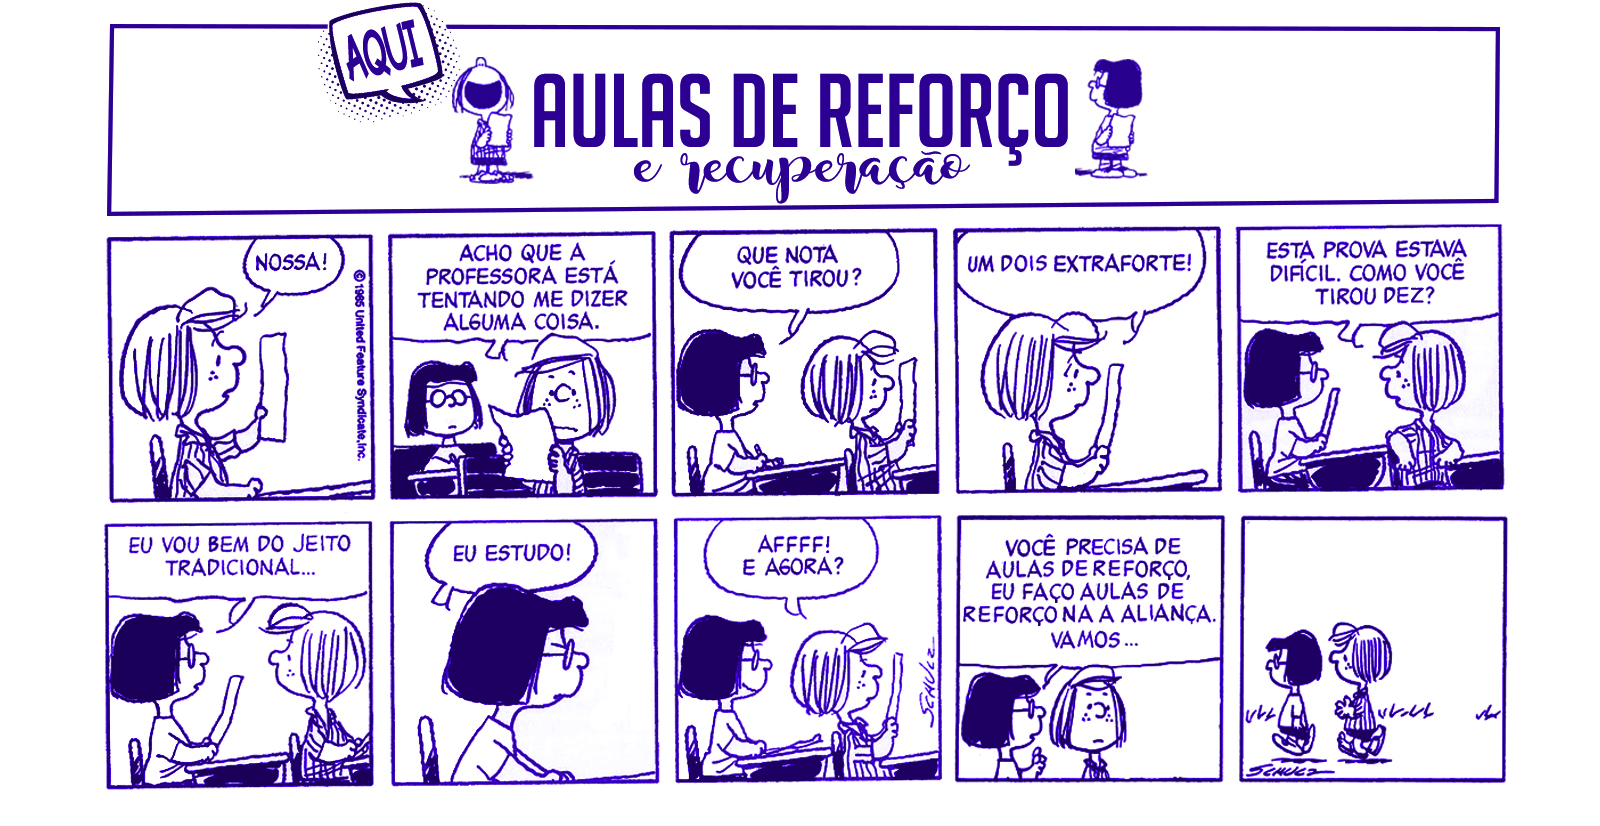 AQUI
AULAS DE REFORÇO
e recuperação
NOSSA!
© 1985 United Feature Syndicate, Inc.
ACHO QUE A
PROFESSORA ESTÁ
TENTANDO ME DIZER
ALGUMA COISA.
QUE NOTA
VOCÊ TIROU?
UM DOIS EXTRAFORTE!
ESTA PROVA ESTAVA
DIFÍCIL. COMO VOCÊ
TIROU DEZ?
EU VOU BEM DO JEITO
TRADICIONAL...
EU ESTUDO!
AFFFF!
E AGORA?
SCHULZ
VOCÊ PRECISA DE
AULAS DE REFORÇO,
EU FAÇO AULAS DE
REFORÇO NA A ALIANÇA.
VAMOS...
SCHULZ